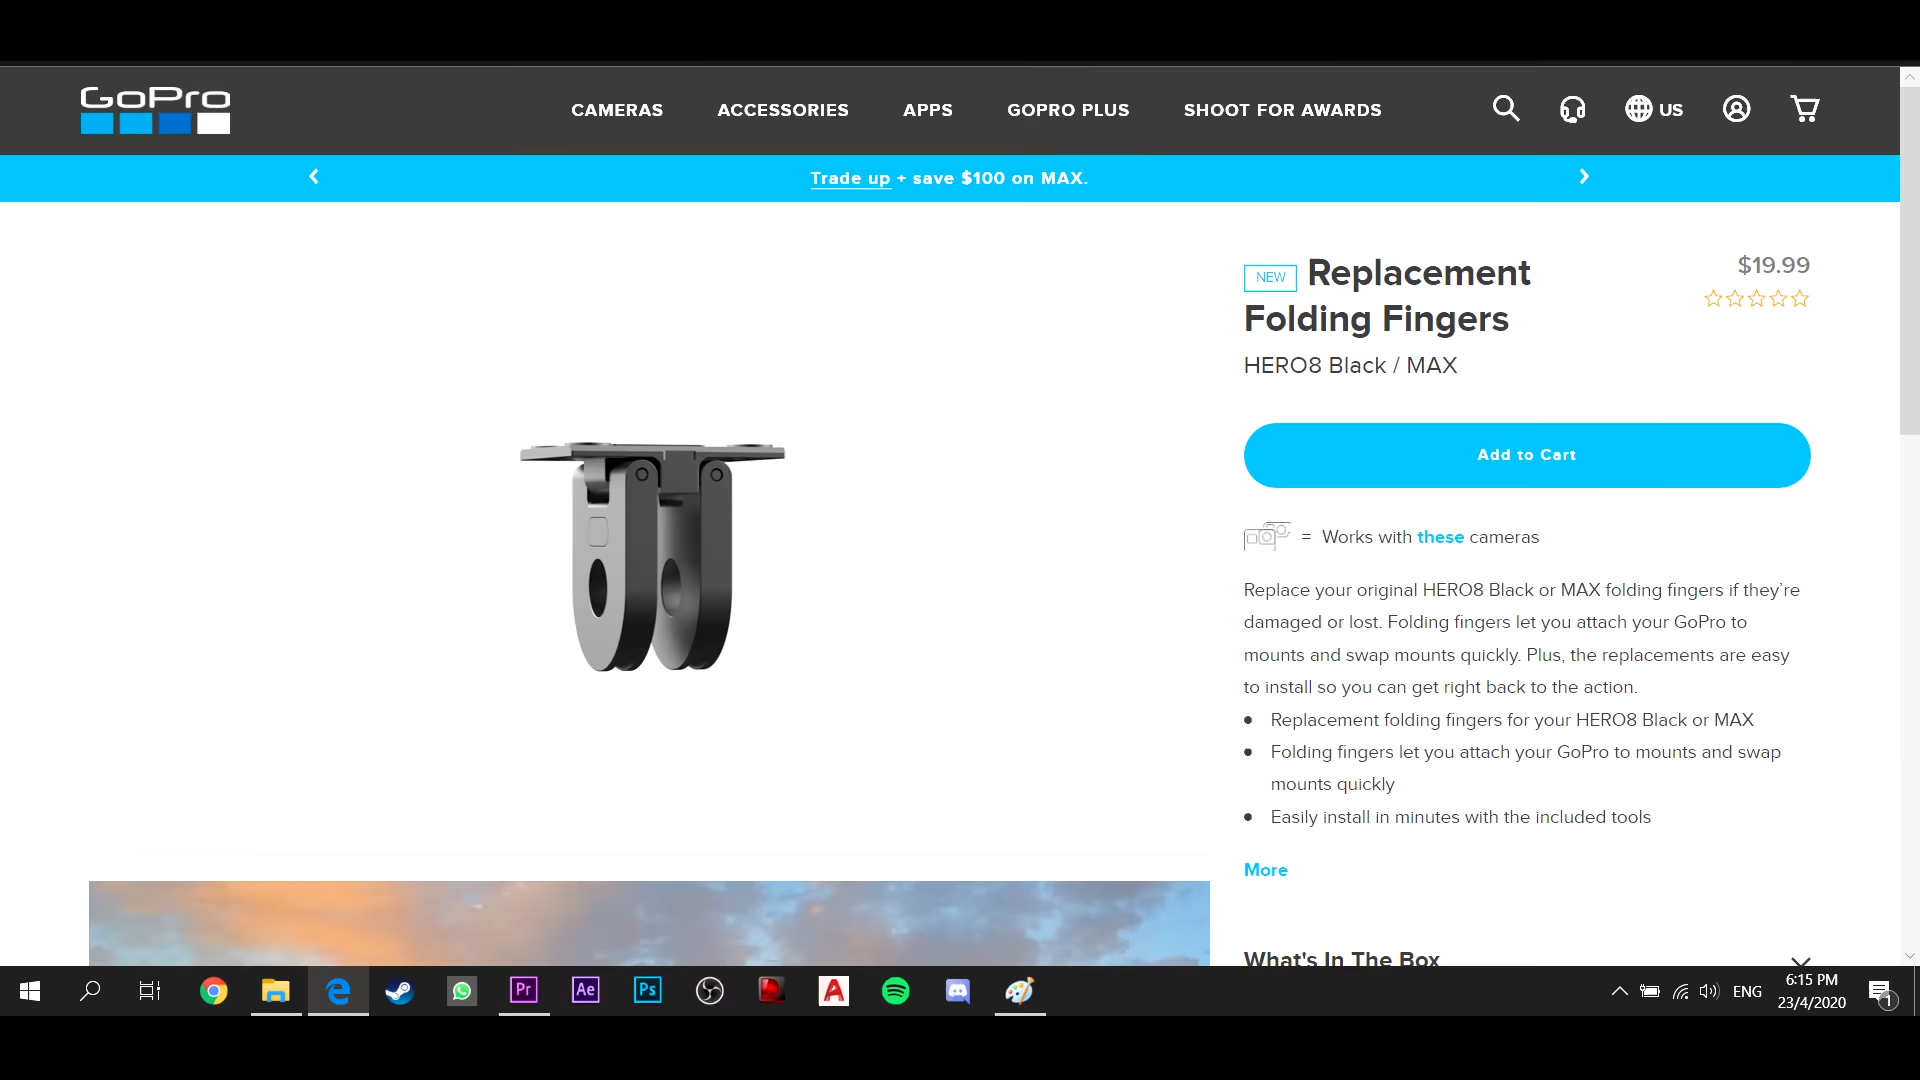 GoPro
CAMERAS ACCESSORIES APPS GOPRO PLUS SHOOT FOR AWARDS US
Trade up + save $100 on MAX.
NEW Replacement
Folding Fingers
$19.99
HERO8 Black / MAX
Add to Cart
= Works with these cameras
Replace your original HERO8 Black or MAX folding fingers if they’re
damaged or lost. Folding fingers let you attach your GoPro to
mounts and swap mounts quickly. Plus, the replacements are easy
to install so you can get right back to the action.
Replacement folding fingers for your HERO8 Black or MAX
Folding fingers let you attach your GoPro to mounts and swap
mounts quickly
Easily install in minutes with the included tools
More
What's In The Box
Pr Ae Ps
ENG
6:15 PM
23/4/2020
1